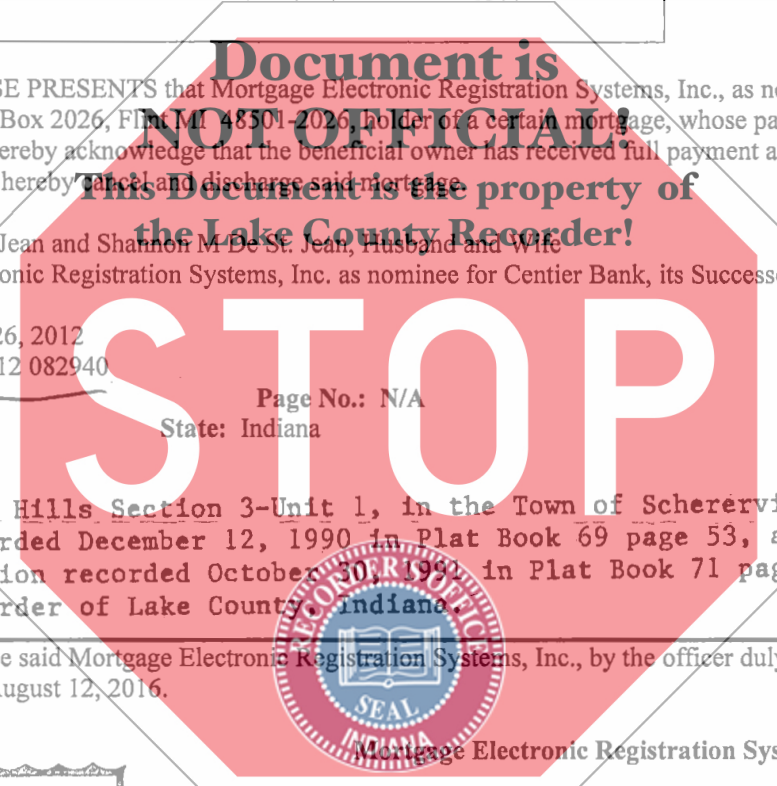 Document is
SE PRESENTS that Mortgage Electronic Registration Systems, Inc., as no
Box 2026, Flint MI 48501-2026, holder of a certain mortgage, whose pa
NOT OFFICIAL!
ereby acknowledge that the beneficial owner has received full payment a
hereby cancel and discharge said mortgage.
This Document is the property of
the Lake County Recorder!
Jean and Shannon M De St. Jean, Husband and Wife
onic Registration Systems, Inc. as nominee for Centier Bank, its Successo
26, 2012
12 082940
STOP
Page No.: N/A
State: Indiana
Hills Section 3-Unit 1, in the Town of Scherervi
rded December 12, 1990 in Plat Book 69 page 53, a
ion recorded October 30, 1991 in Plat Book 71 pag
rder of Lake County, Indiana.
RECORDER'S OFFICE
SEAL
INDIANA
e said Mortgage Electronic Registration Systems, Inc., by the officer duly
ugust 12, 2016.
Mortgage Electronic Registration Sys